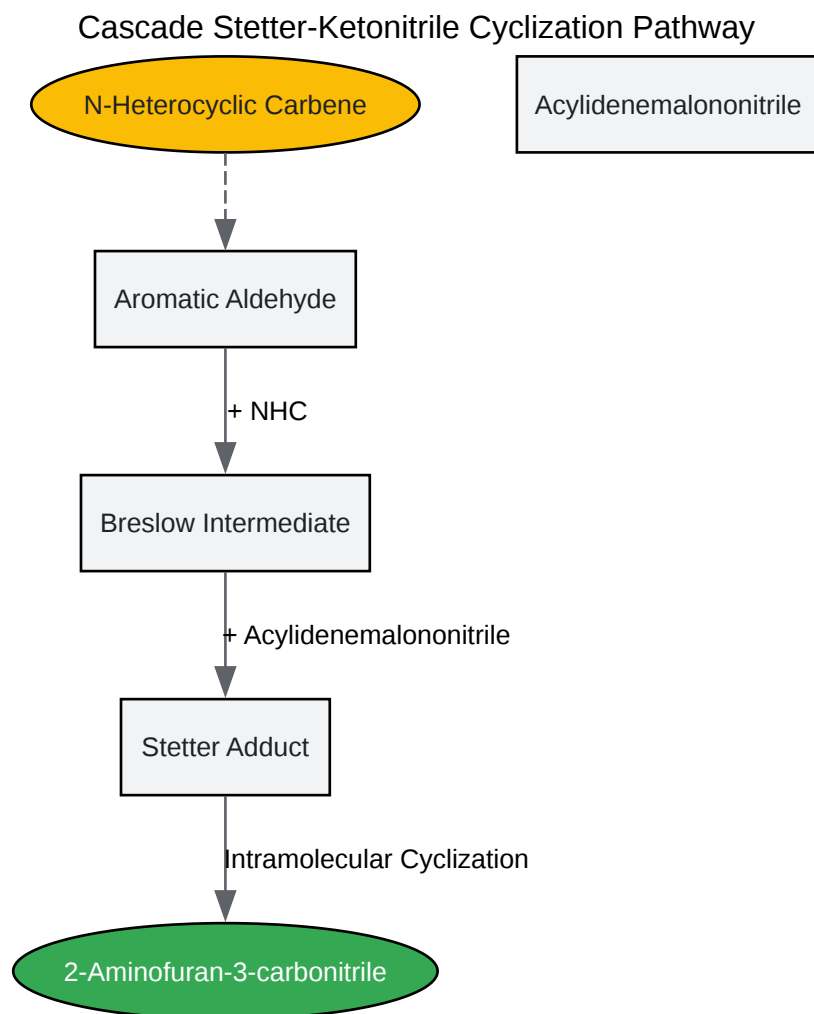 Cascade Stetter-Ketonitrile Cyclization Pathway
N-Heterocyclic Carbene
Acylidenemalononitrile
Aromatic Aldehyde
+ NHC
Breslow Intermediate
+ Acylidenemalononitrile
Stetter Adduct
Intramolecular Cyclization
2-Aminofuran-3-carbonitrile